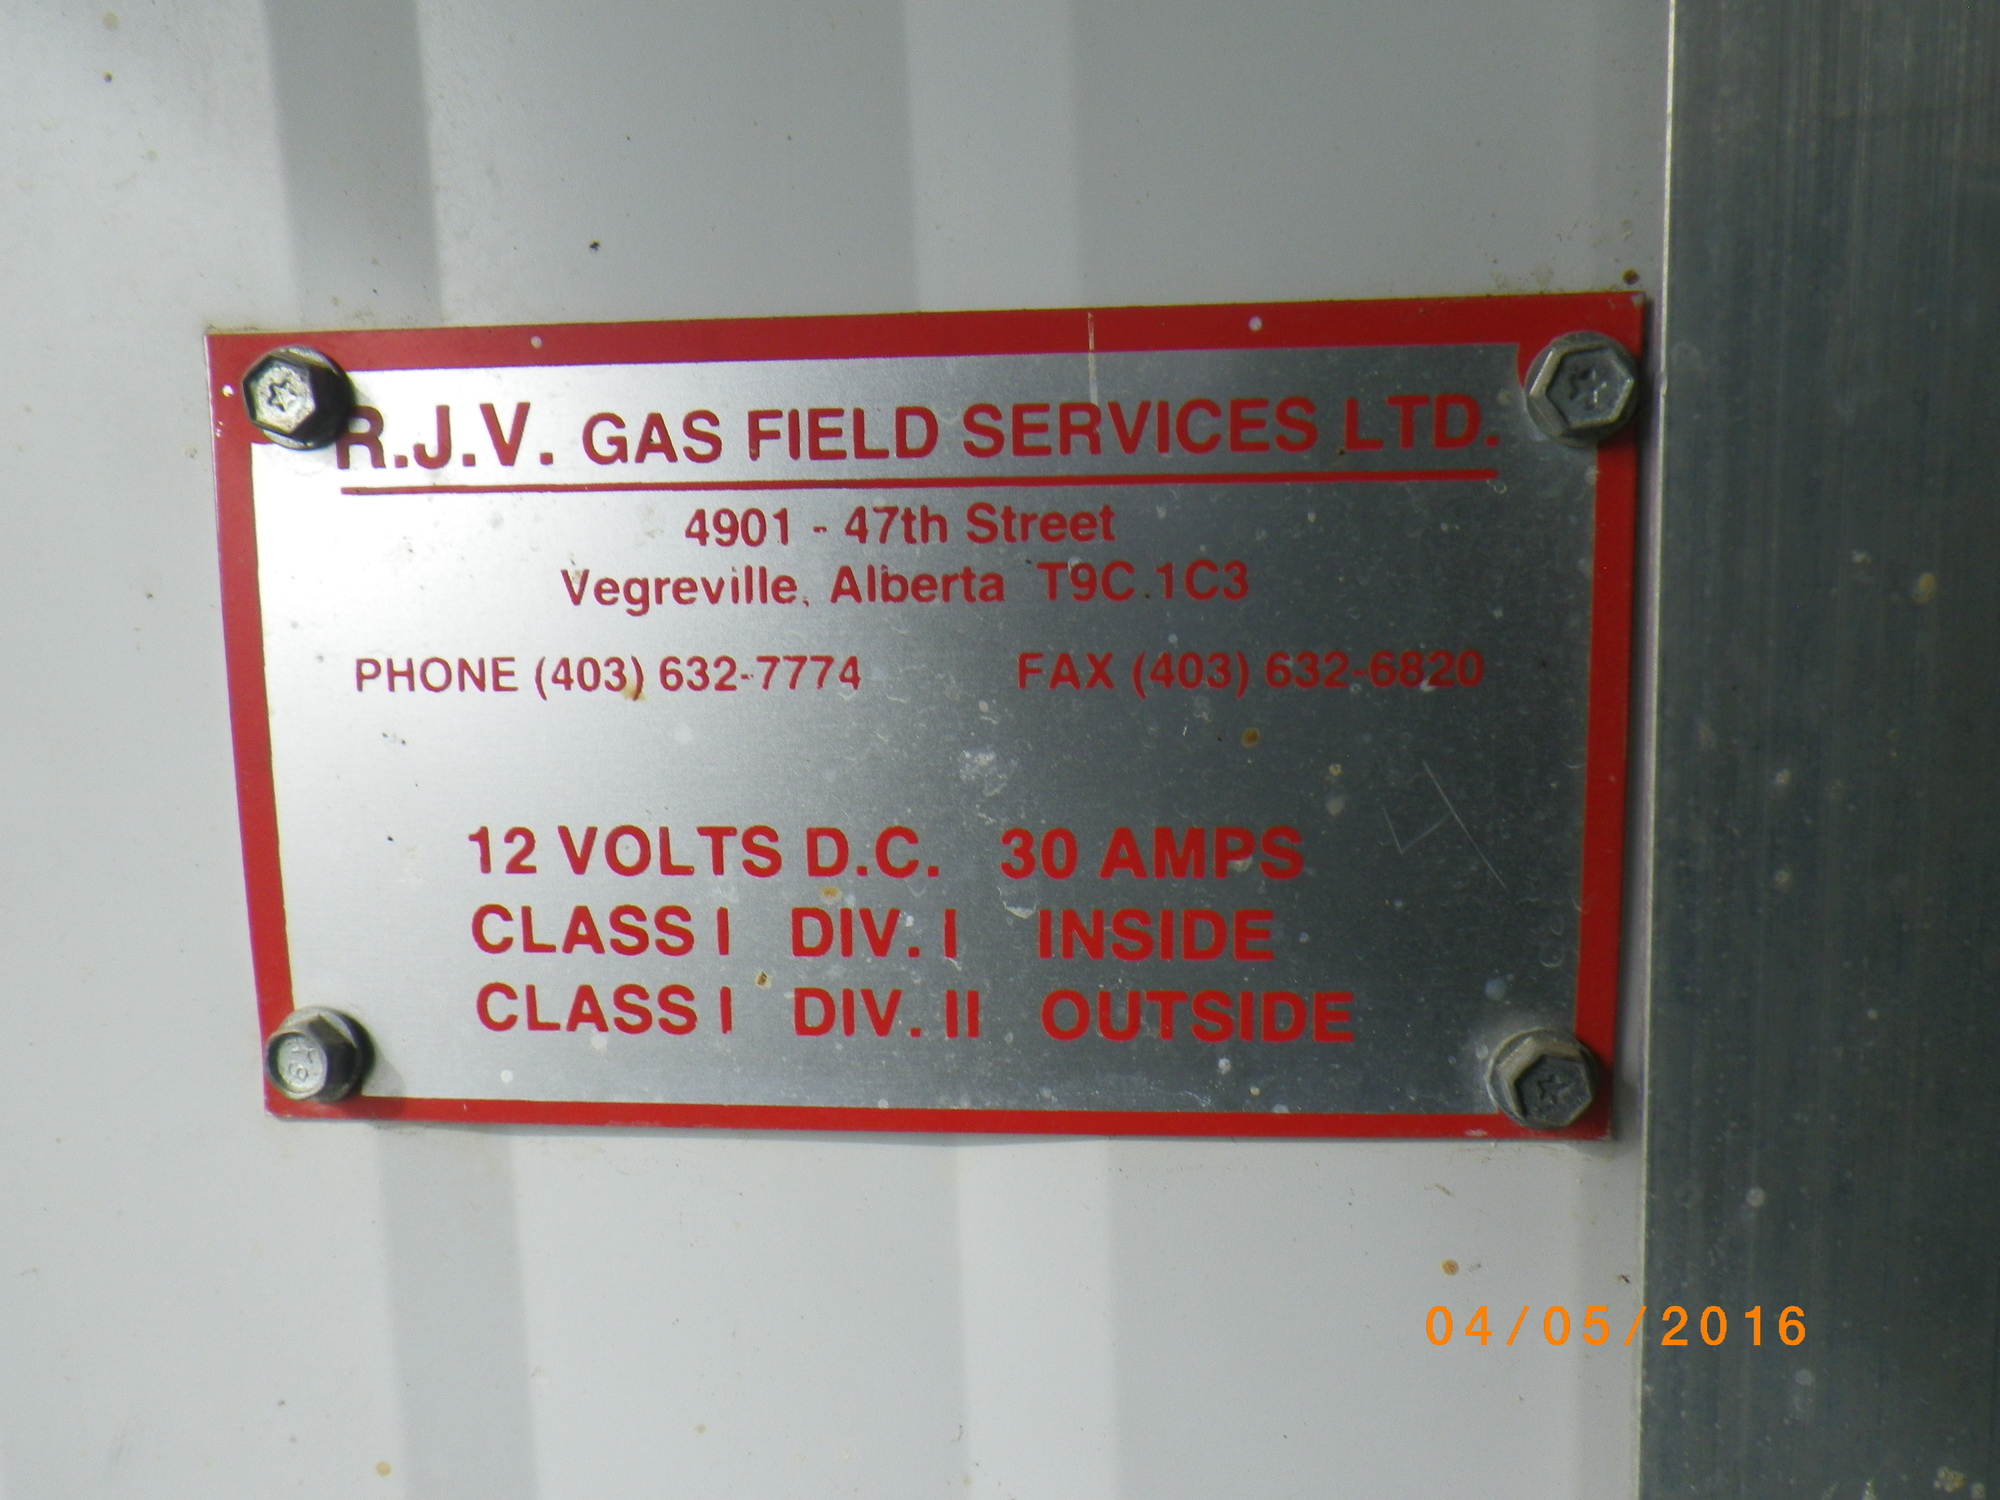 R.J.V. GAS FIELD SERVICES LTD.
4901 - 47th Street
Vegreville, Alberta T9C 1C3
PHONE (403) 632-7774 FAX (403) 632-6820
12 VOLTS D.C. 30 AMPS
CLASS I DIV. I INSIDE
CLASS I DIV. II OUTSIDE
04/05/2016